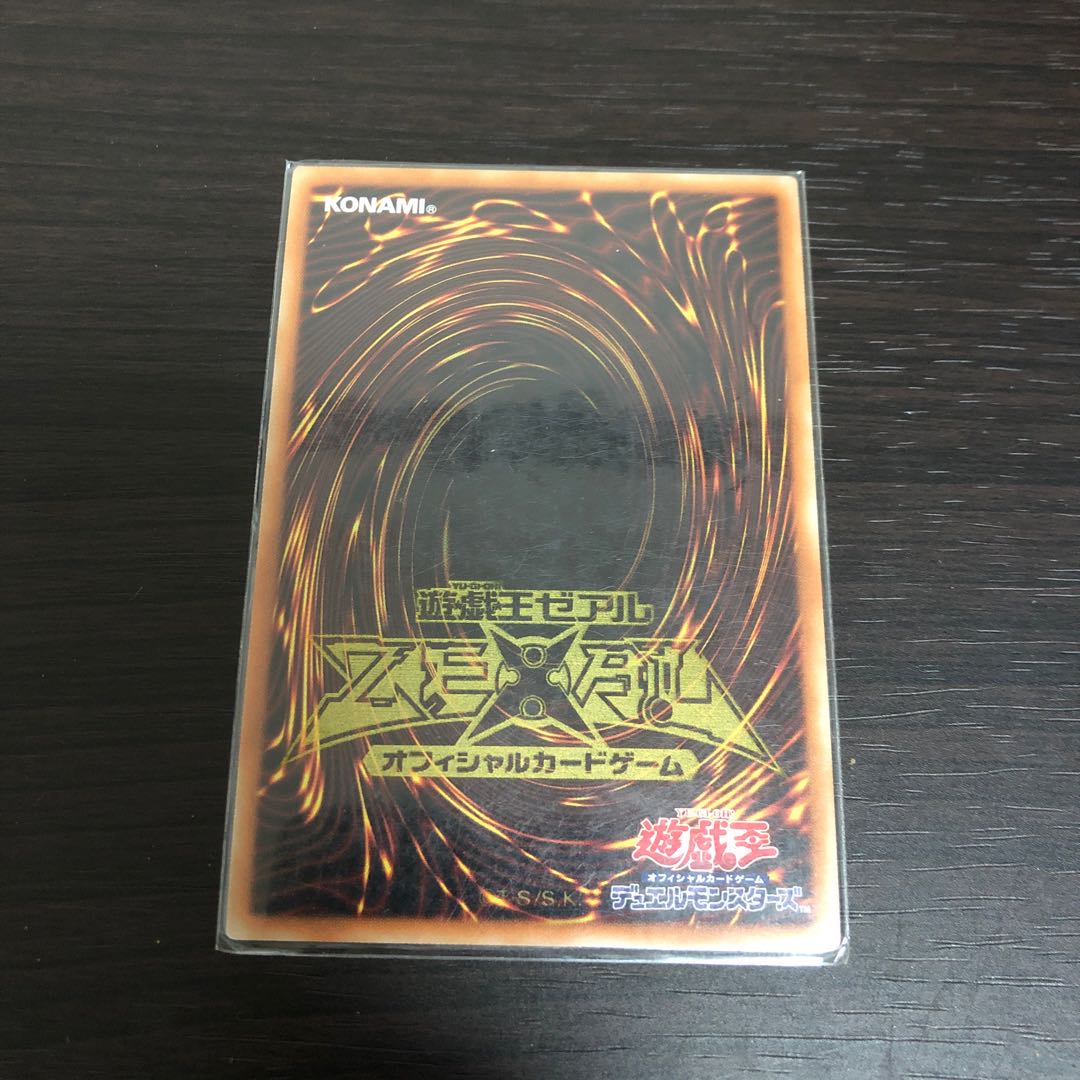 KONAMI®
YU-GI-OH!
遊戯王ゼアル
ZEXAL
オフィシャルカードゲーム
YU-GI-OH!
遊戯王
オフィシャルカードゲーム
デュエルモンスターズ™
S/S.K.